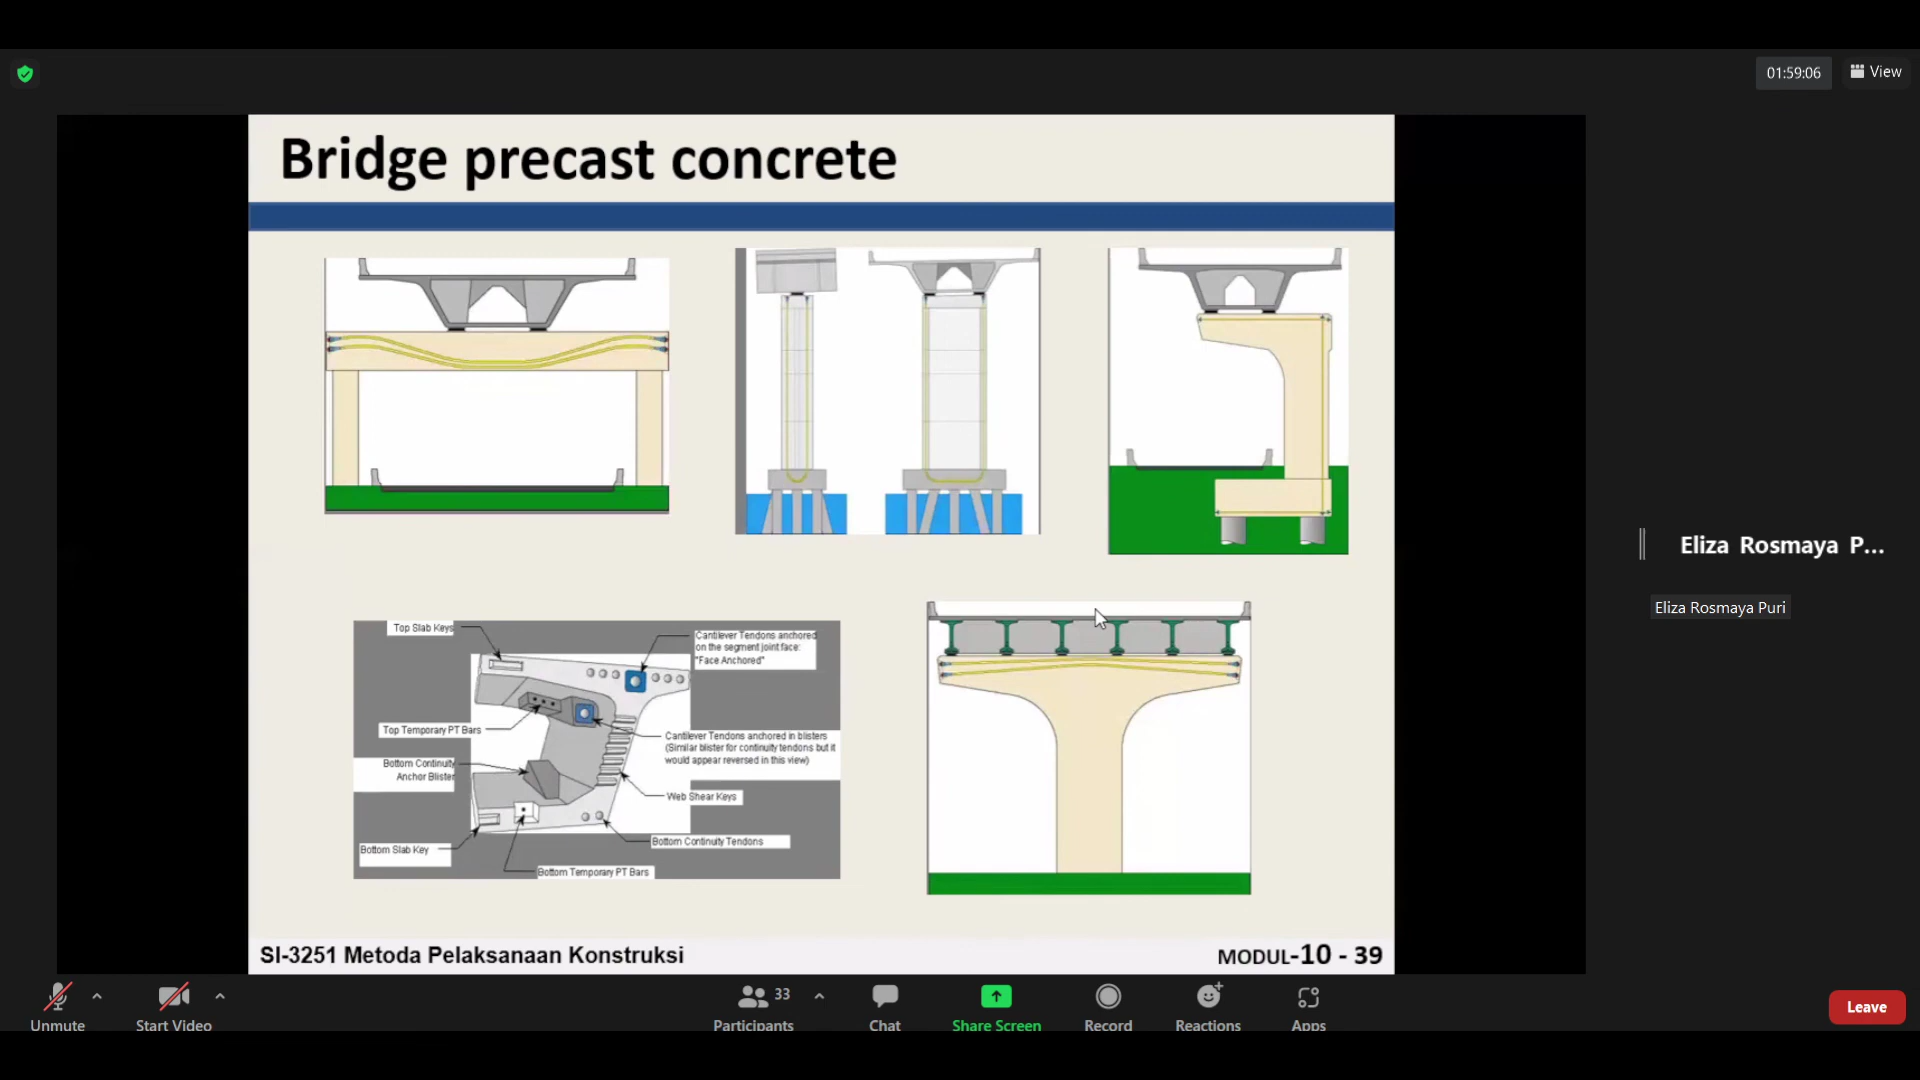 01:59:06
View
Bridge precast concrete
Top Slab Keys
Cantilever Tendons anchored
on the segment joint face:
"Face Anchored"
Top Temporary PT Bars
Cantilever Tendons anchored in blisters
(Similar blister for continuity tendons but it
would appear reversed in this view)
Bottom Continuity
Anchor Blister
Web Shear Keys
Bottom Continuity Tendons
Bottom Slab Key
Bottom Temporary PT Bars
SI-3251 Metoda Pelaksanaan Konstruksi
MODUL-10 - 39
Eliza Rosmaya P...
Eliza Rosmaya Puri
Unmute
Start Video
33
Participants
Chat
Share Screen
Record
Reactions
Apps
Leave